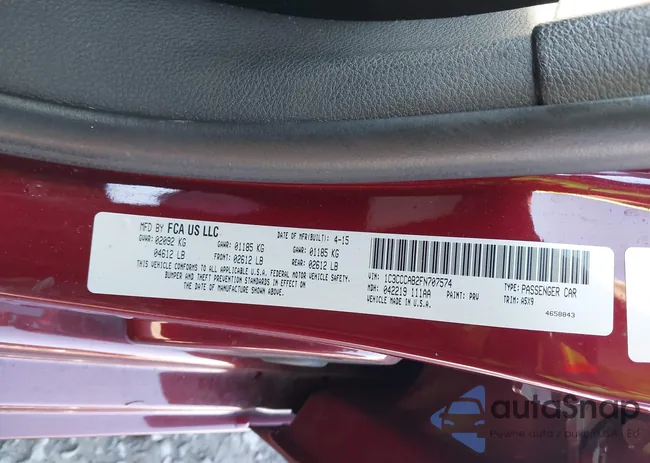 MFD BY FCA US LLC DATE OF MFR(BUILT): 4-15
GVWR: 02092 KG GAWR: 01185 KG GAWR: 01185 KG
04612 LB FRONT: 02612 LB REAR: 02612 LB
THIS VEHICLE CONFORMS TO ALL APPLICABLE U.S.A. FEDERAL MOTOR VEHICLE SAFETY,
BUMPER AND THEFT PREVENTION STANDARDS IN EFFECT ON
THE DATE OF MANUFACTURE SHOWN ABOVE.
VIN: 1C3CCCAB2FN707574 TYPE: PASSENGER CAR
MDH: 042219 111AA PAINT: PRV TRIM: A5X9
VEHICLE MADE IN U.S.A. 4658843
autoSnap
Pewne auta z